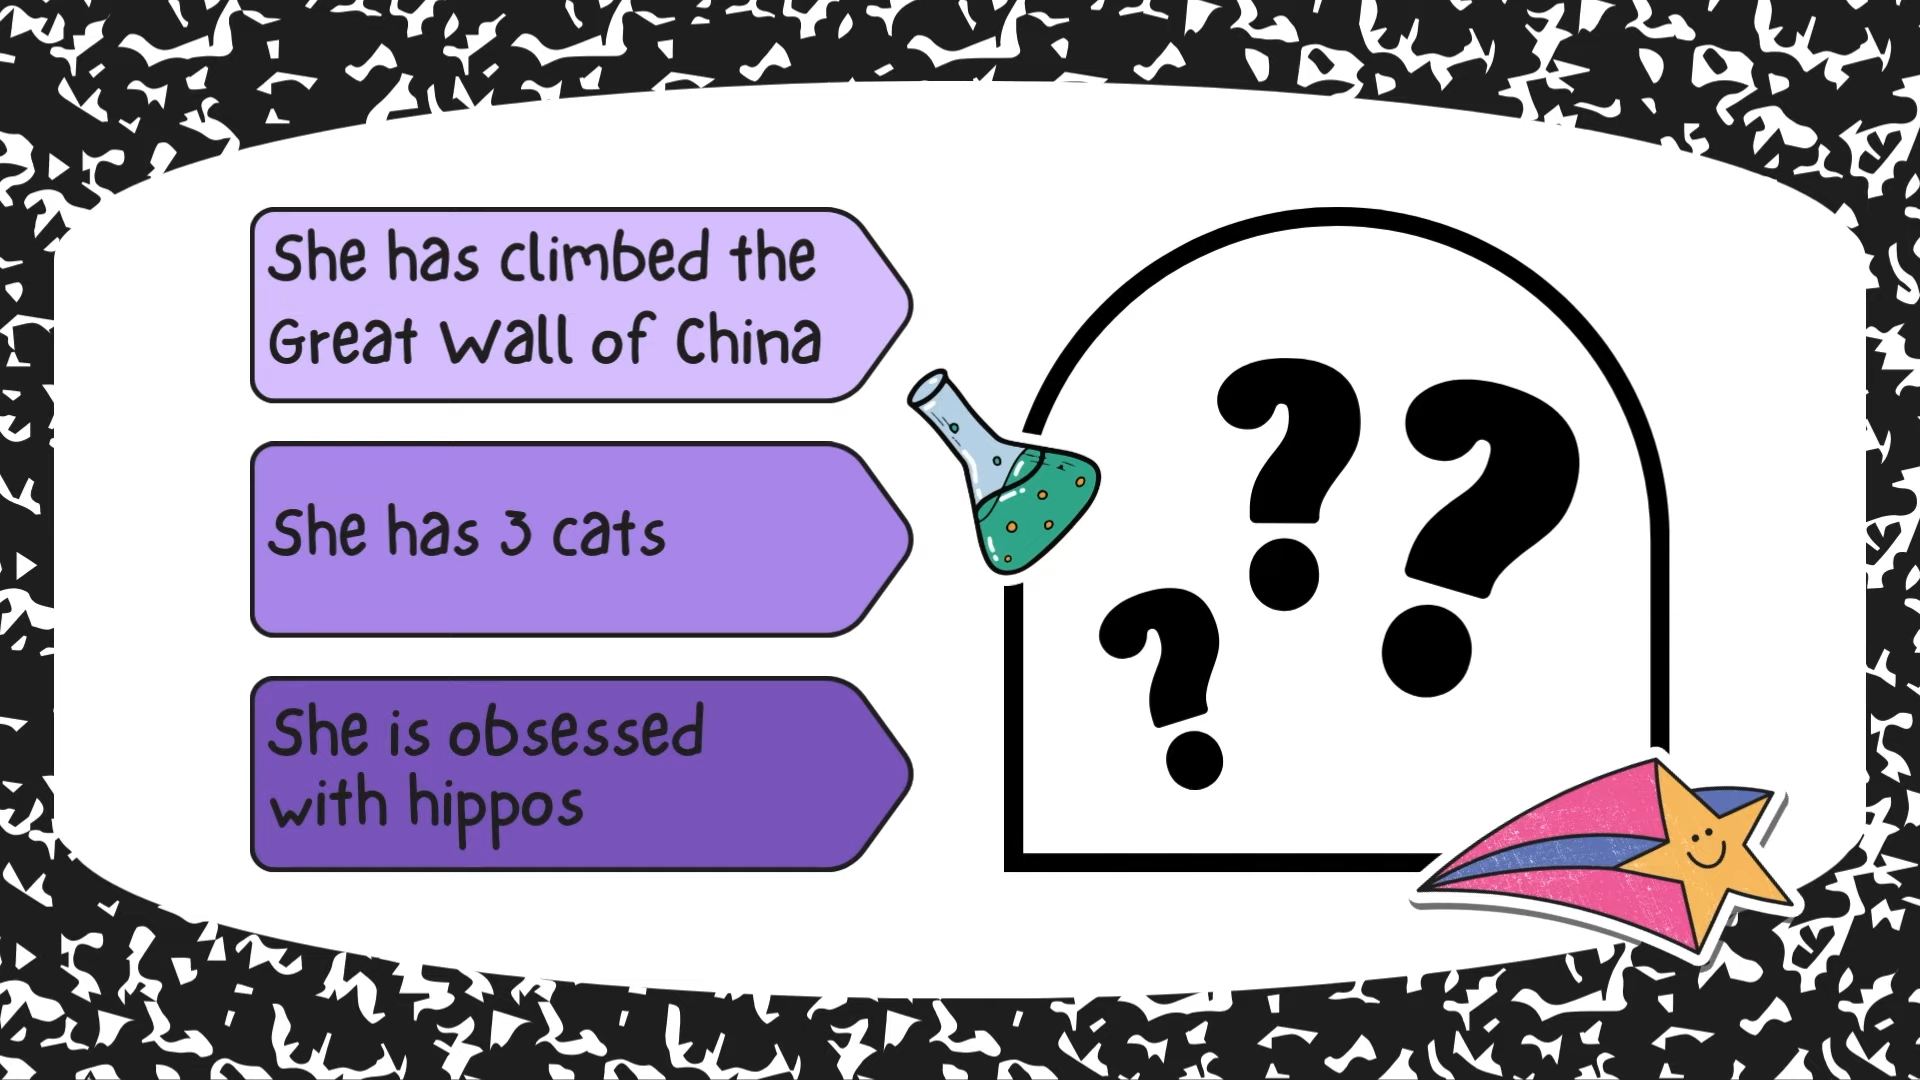 She has climbed the
Great Wall of China
She has 3 cats
She is obsessed
with hippos
???